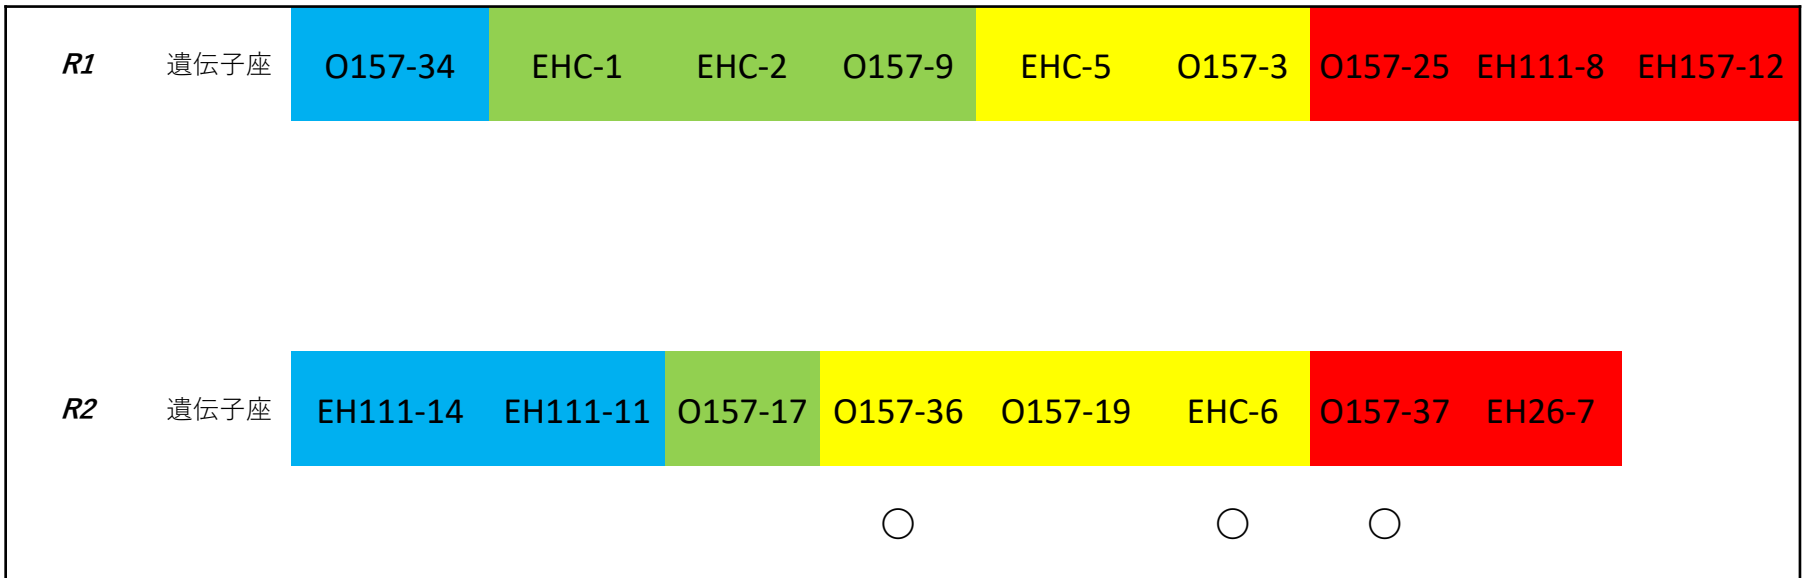 R1 遺伝子座 O157-34 EHC-1 EHC-2 O157-9 EHC-5 O157-3 O157-25 EH111-8 EH157-12
R2 遺伝子座 EH111-14 EH111-11 O157-17 O157-36 O157-19 EHC-6 O157-37 EH26-7
○ ○ ○